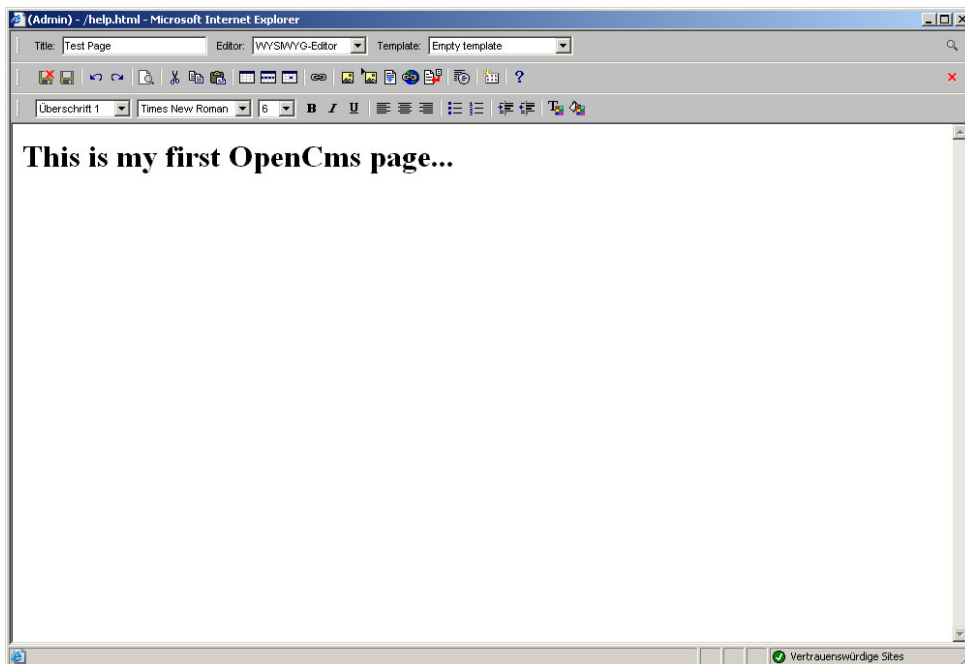 (Admin) - /help.html - Microsoft Internet Explorer
Title: Test Page Editor: WYSIWYG-Editor Template: Empty template
?
Überschrift 1 Times New Roman 6 B I U
This is my first OpenCms page...
Vertrauenswürdige Sites